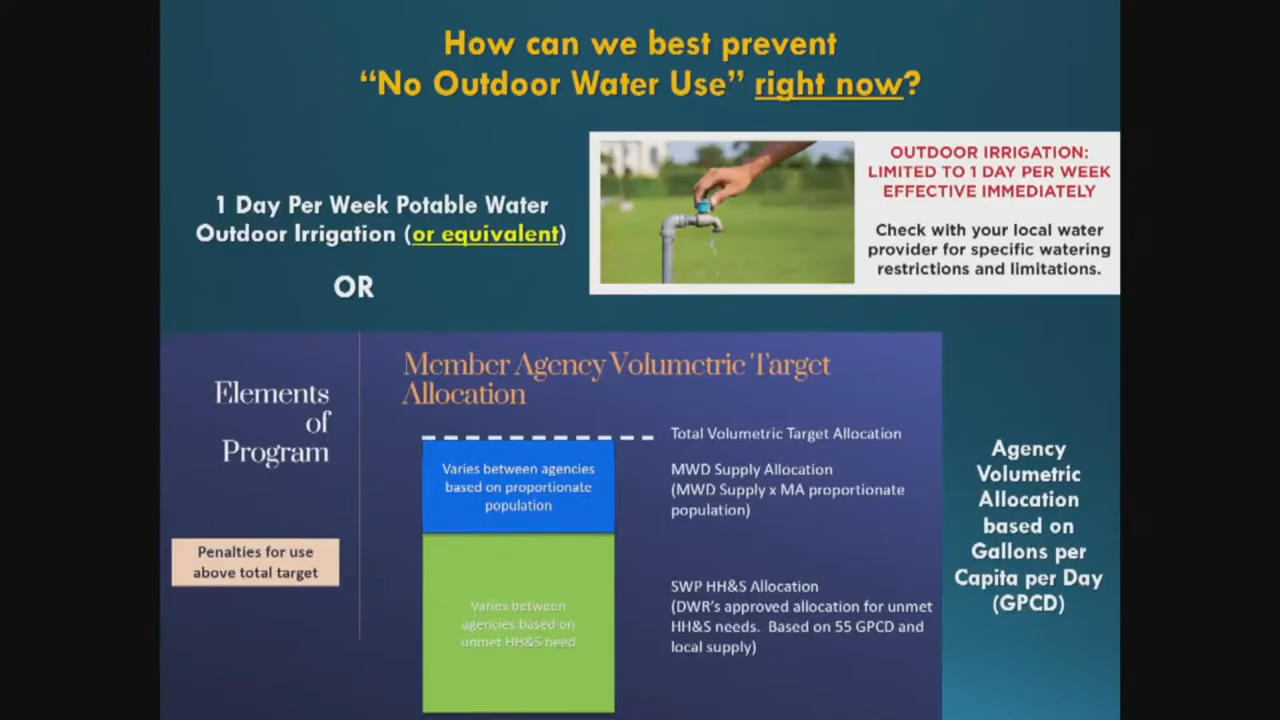 How can we best prevent
“No Outdoor Water Use” right now?
1 Day Per Week Potable Water
Outdoor Irrigation (or equivalent)
OR
OUTDOOR IRRIGATION:
LIMITED TO 1 DAY PER WEEK
EFFECTIVE IMMEDIATELY
Check with your local water
provider for specific watering
restrictions and limitations.
Elements
of
Program
Penalties for use
above total target
Member Agency Volumetric Target
Allocation
Varies between agencies
based on proportionate
population
Varies between
agencies based on
unmet HH&S need
Total Volumetric Target Allocation
MWD Supply Allocation
(MWD Supply x MA proportionate
population)
SWP HH&S Allocation
(DWR’s approved allocation for unmet
HH&S needs.  Based on 55 GPCD and
local supply)
Agency
Volumetric
Allocation
based on
Gallons per
Capita per Day
(GPCD)